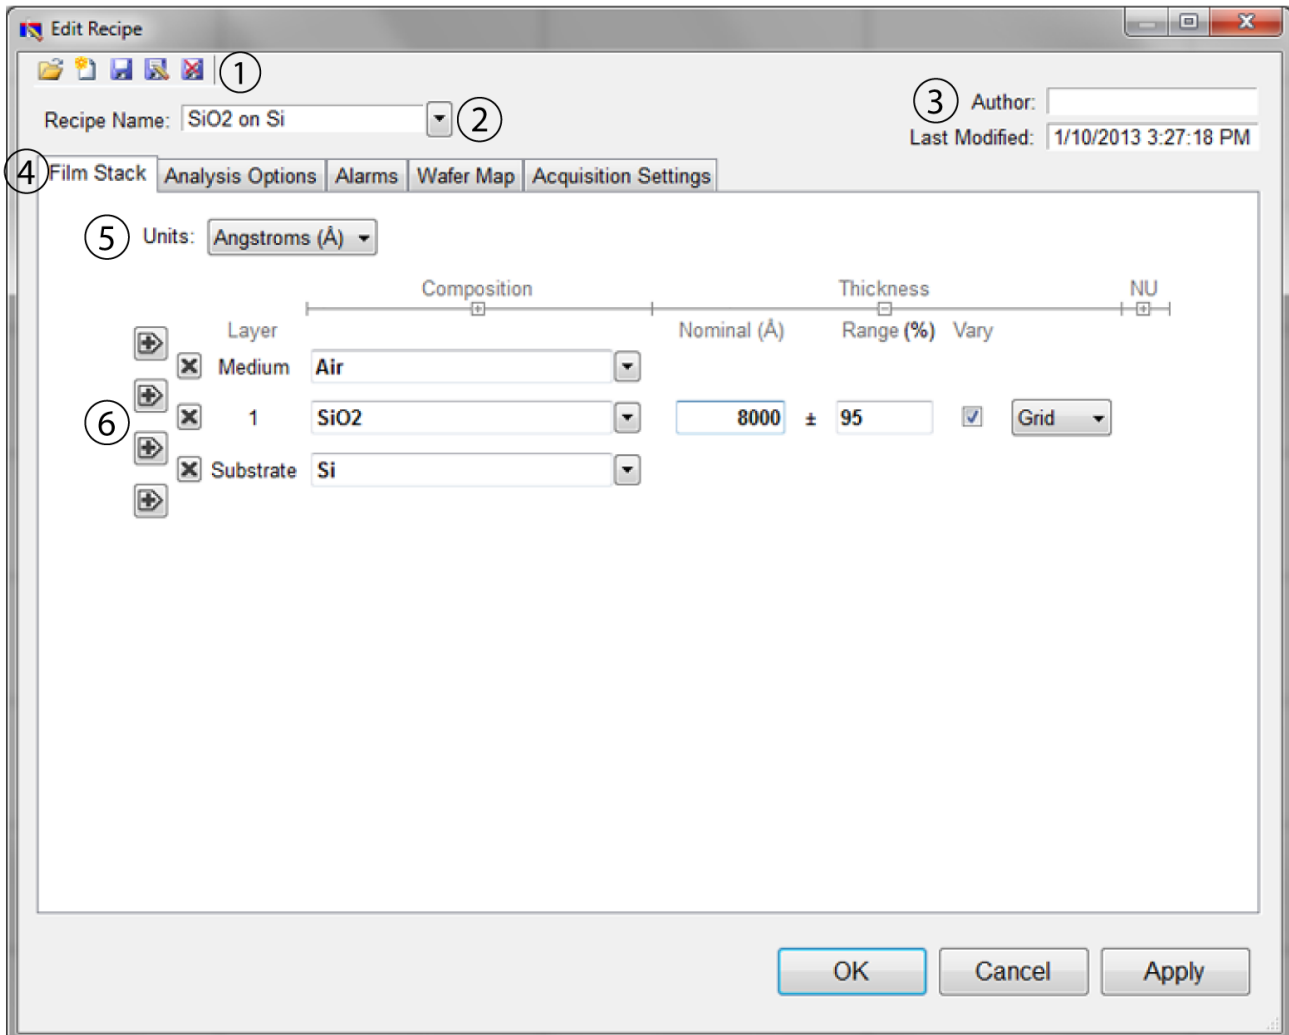 Edit Recipe
1
Recipe Name: SiO2 on Si
2
3 Author:
Last Modified: 1/10/2013 3:27:18 PM
4 Film Stack Analysis Options Alarms Wafer Map Acquisition Settings
5 Units: Angstroms (Å)
Composition Thickness NU
Layer Nominal (Å) Range (%) Vary
Medium Air
6 1 SiO2 8000 ± 95 Grid
Substrate Si
OK Cancel Apply